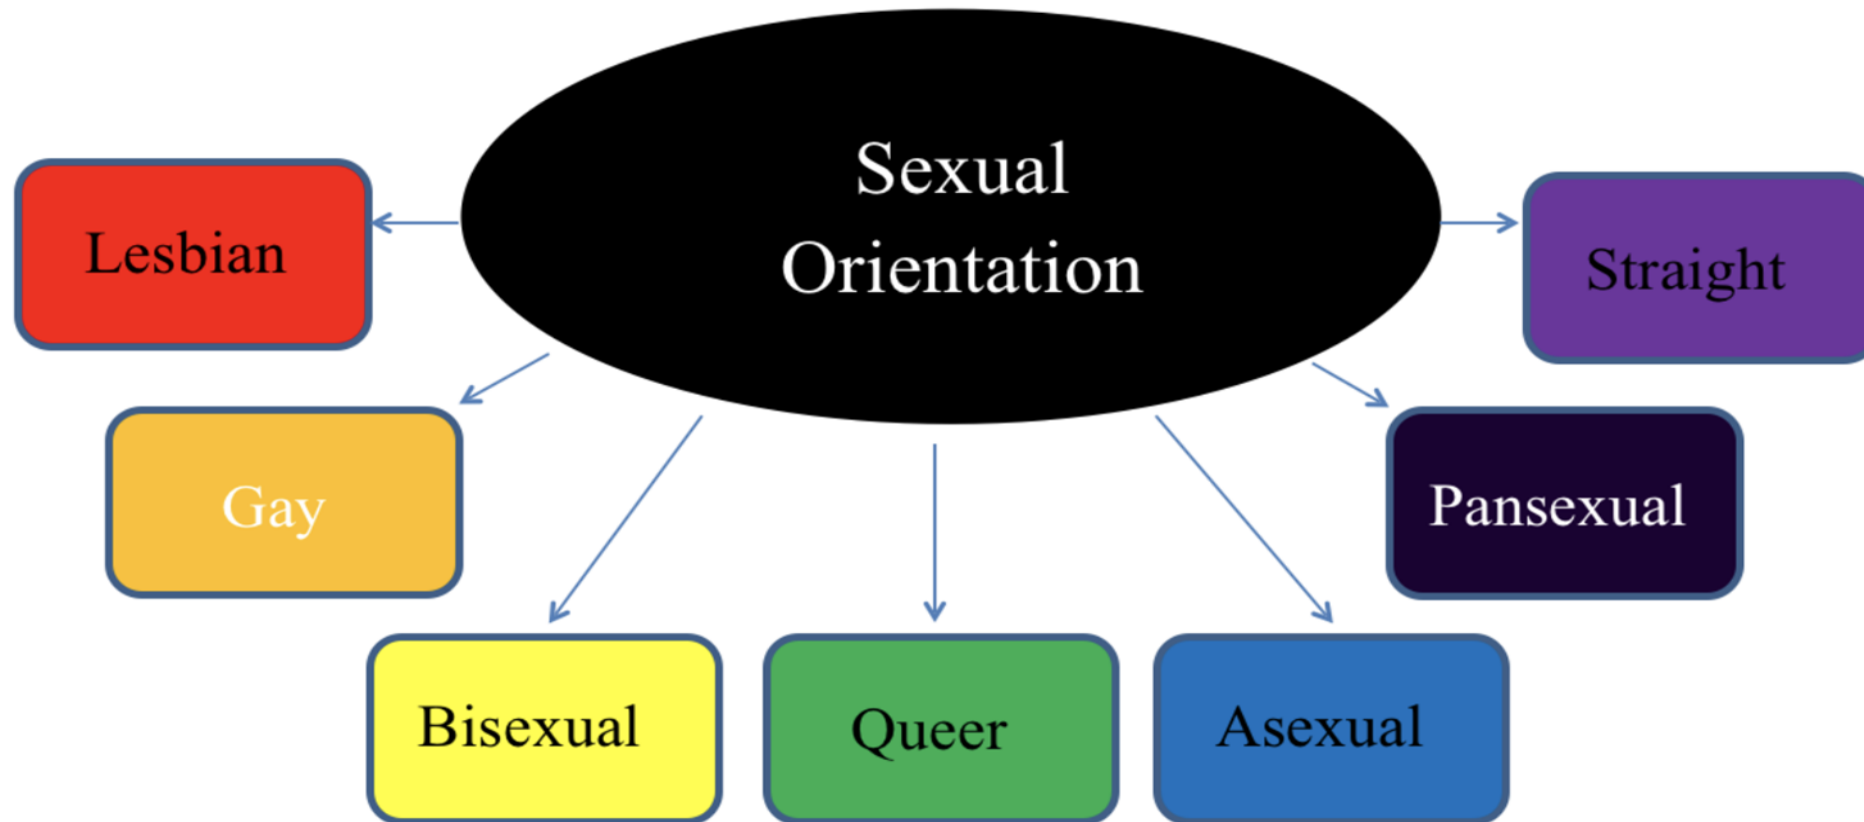 Sexual
Orientation
Lesbian
Straight
Gay
Pansexual
Bisexual
Queer
Asexual